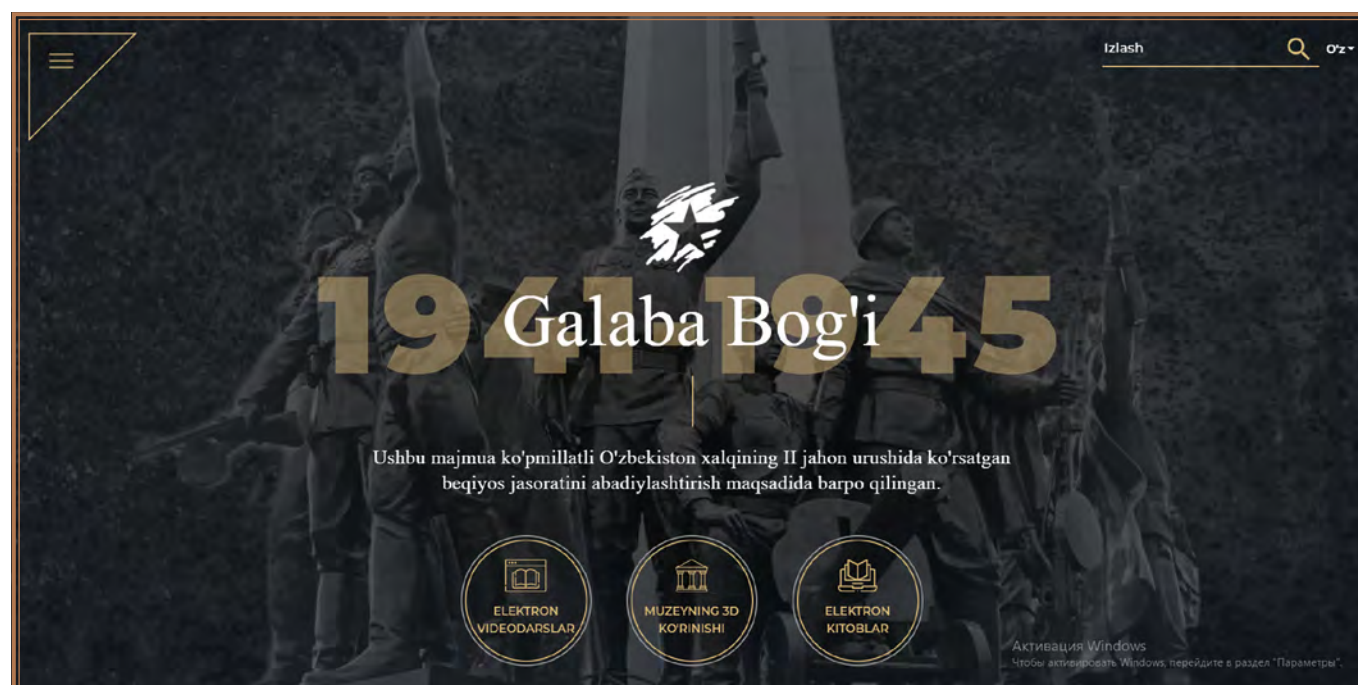 Izlash
O'z
1941 1945
Galaba Bog'i
Ushbu majmua ko'pmillatli O'zbekiston xalqining II jahon urushida ko'rsatgan
beqiyos jasoratini abadiylashtirish maqsadida barpo qilingan.
ELEKTRON
VIDEODARSLAR
MUZEYNING 3D
KO'RINISHI
ELEKTRON
KITOBLAR
Активация Windows
Чтобы активировать Windows, перейдите в раздел "Параметры".